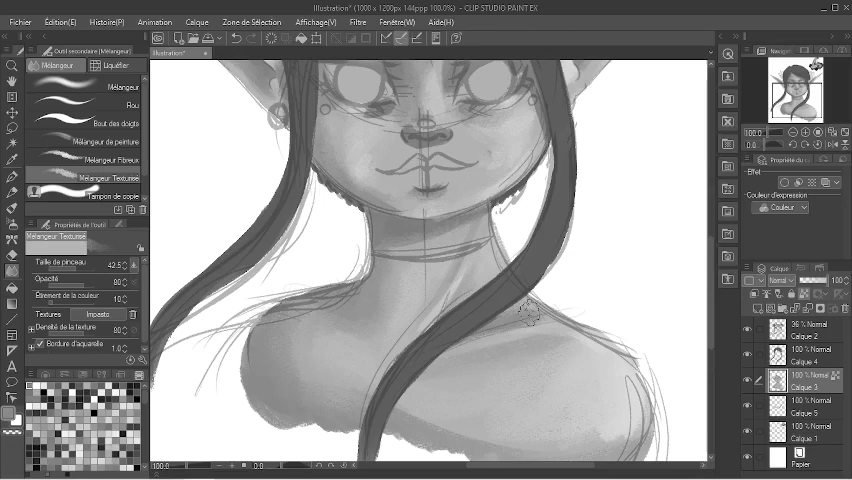 Illustration* (1000 x 1200px 144ppp 100.0%) - CLIP STUDIO PAINT EX
Fichier Édition(E) Histoire(P) Animation Calque Zone de Sélection Affichage(V) Filtre Fenêtre(W) Aide(H)
Outil secondaire(Mélangeur)
Mélangeur Liquéfier
Mélangeur
Flou
Bout des doigts
Mélangeur de peinture
Mélangeur Fibreux
Mélangeur Texturisé
Tampon de copie
Propriétés de l'outil
Mélangeur Texturisé
Taille de pinceau 42.5
Opacité 80
Étirement de la couleur 10
Textures Impasto
Densité de la texture 80
Bordure d'aquarelle 1.0
Illustration*
100.0 0.0
Navigat
100.0
0.0
Propriété du
Effet
Couleur d'expression
Couleur
Calque
Normal 100
36 % Normal
Calque 2
100 % Normal
Calque 4
100 % Normal
Calque 3
100 % Normal
Calque 5
100 % Normal
Calque 1
Papier